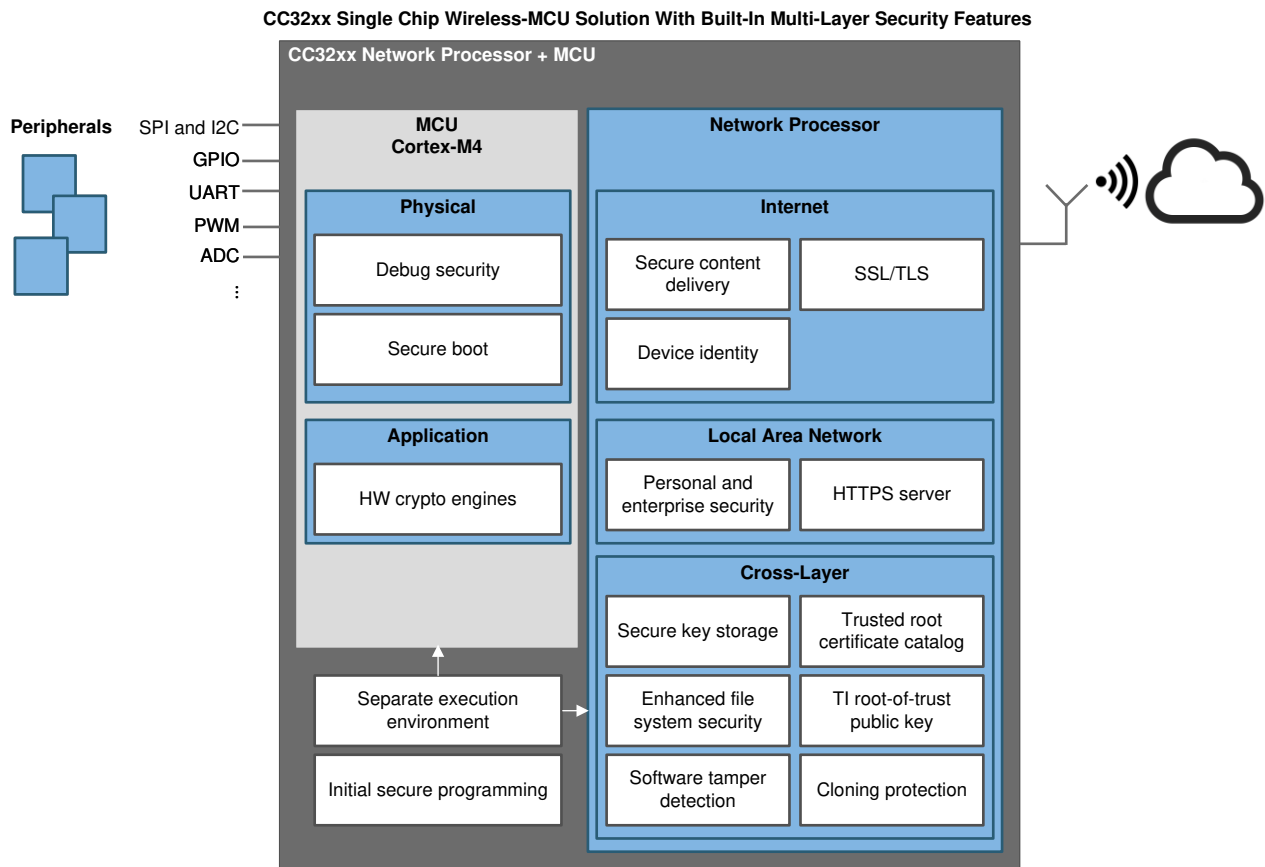 CC32xx Single Chip Wireless-MCU Solution With Built-In Multi-Layer Security Features
CC32xx Network Processor + MCU
Peripherals
SPI and I2C
GPIO
UART
PWM
ADC
...
MCU
Cortex-M4
Physical
Debug security
Secure boot
Application
HW crypto engines
Separate execution
environment
Initial secure programming
Network Processor
Internet
Secure content
delivery
SSL/TLS
Device identity
Local Area Network
Personal and
enterprise security
HTTPS server
Cross-Layer
Secure key storage
Trusted root
certificate catalog
Enhanced file
system security
TI root-of-trust
public key
Software tamper
detection
Cloning protection